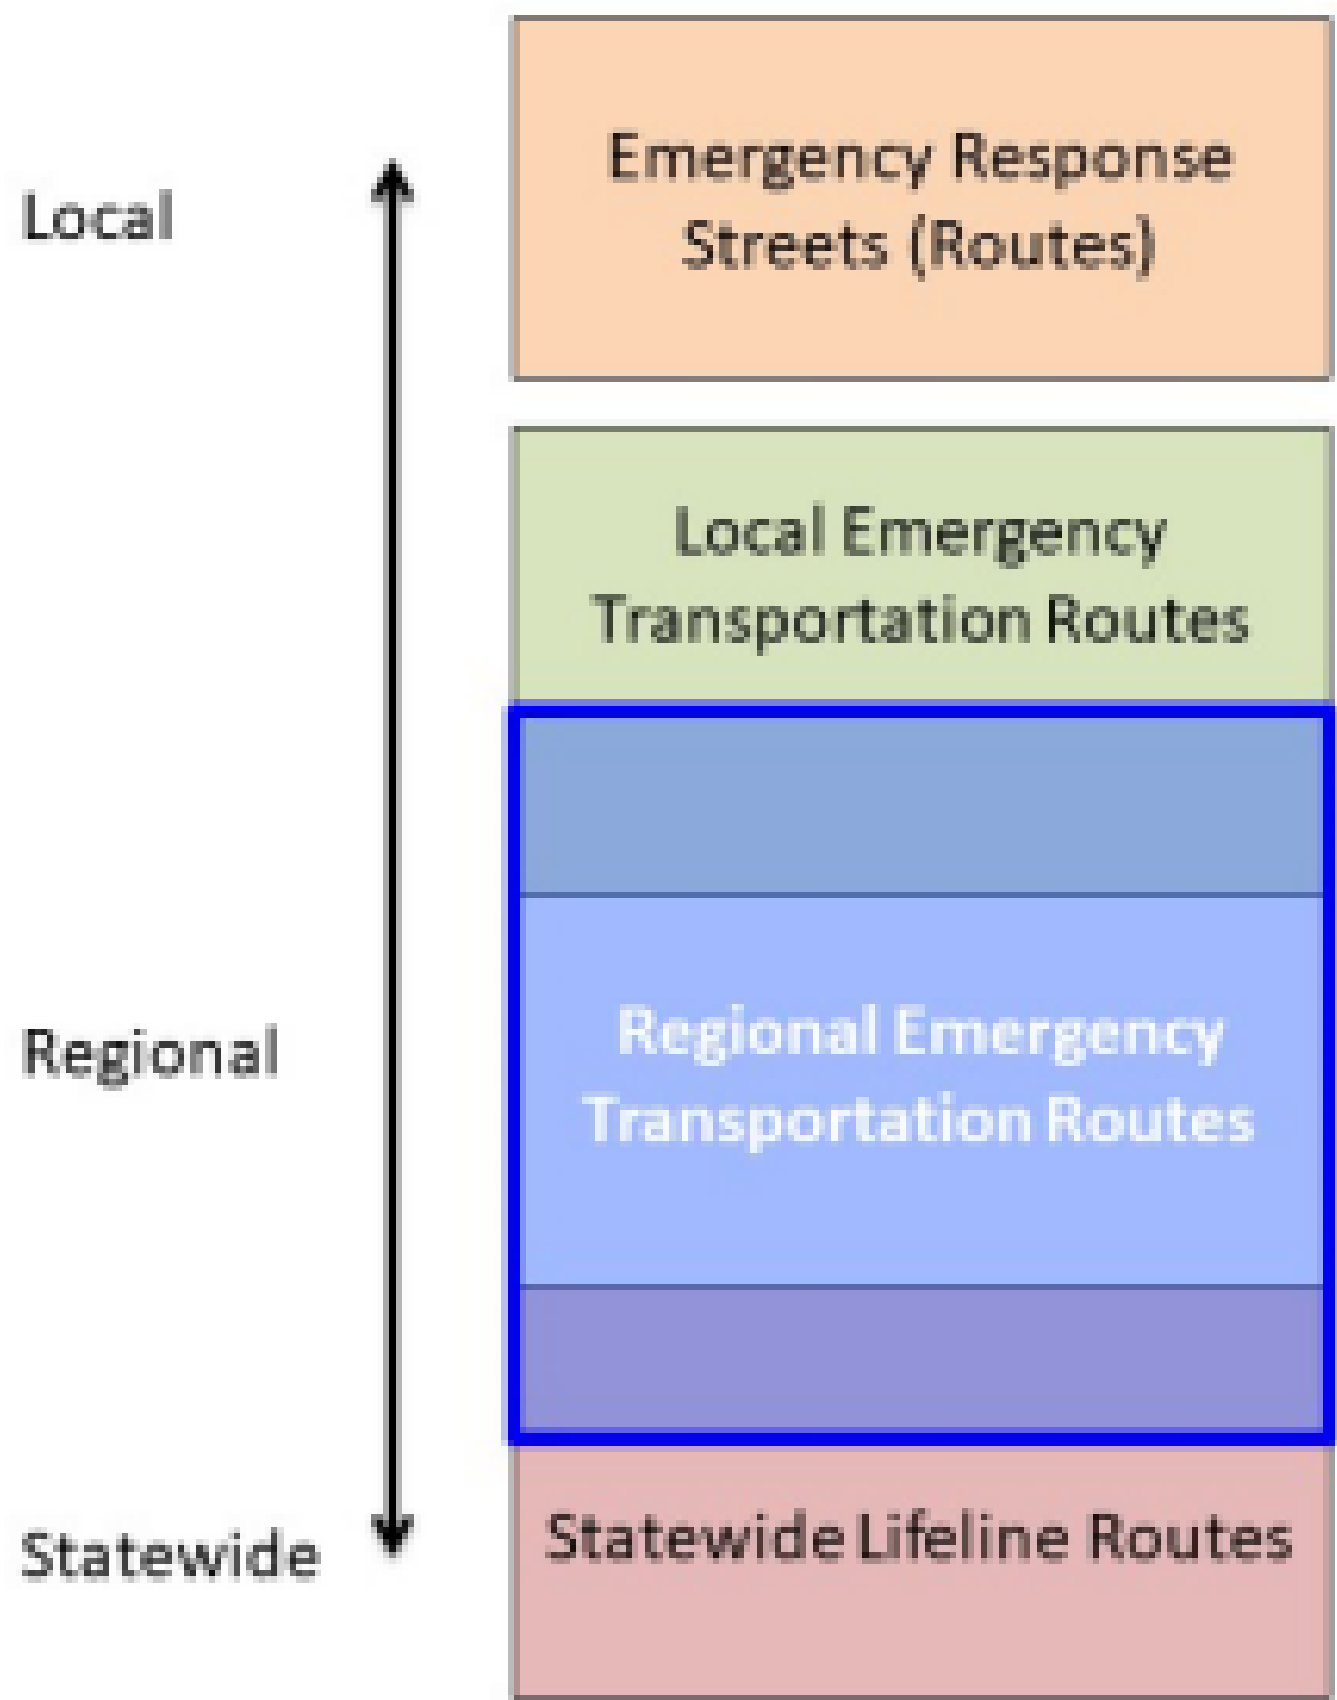 Local
Emergency Response
Streets (Routes)
Local Emergency
Transportation Routes
Regional
Regional Emergency
Transportation Routes
Statewide
Statewide Lifeline Routes